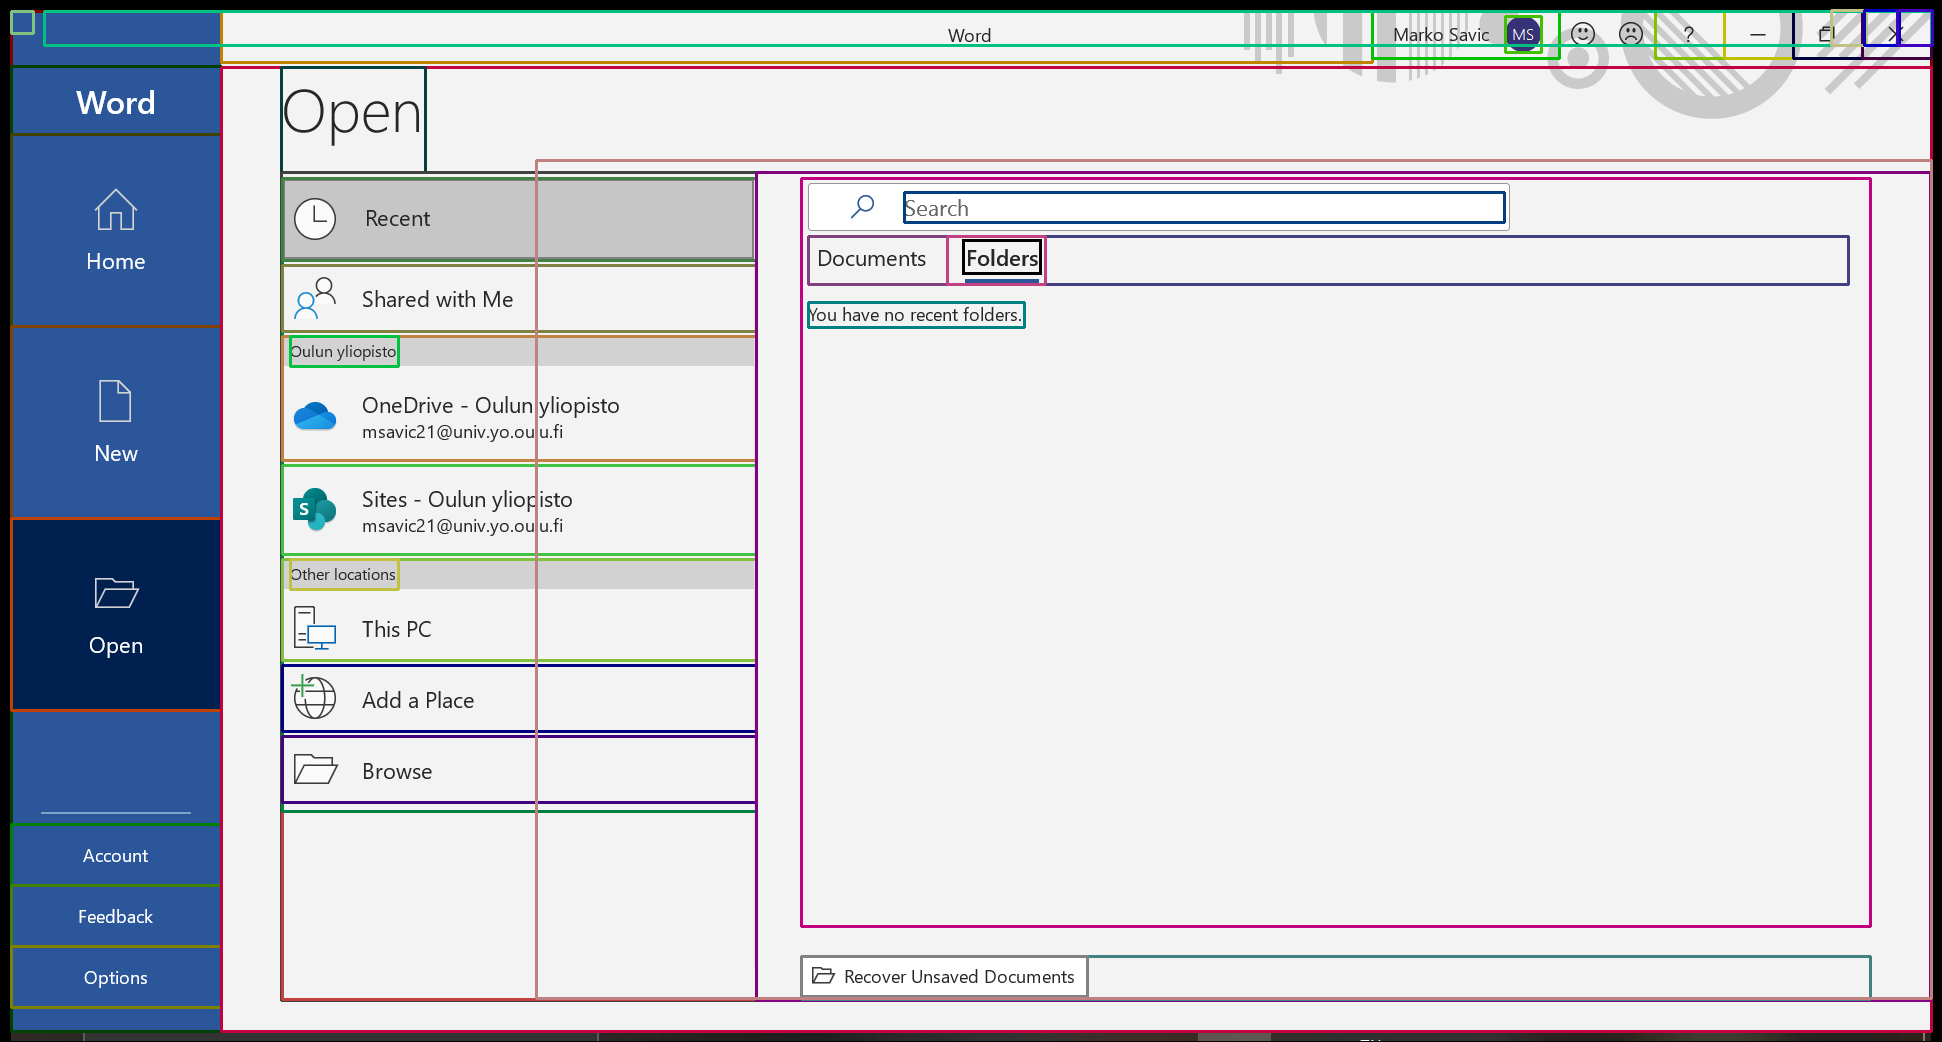 Word
Marko Savic
MS
?
Word
Open
Home
New
Open
Account
Feedback
Options
Recent
Shared with Me
Oulun yliopisto
OneDrive - Oulun yliopisto
msavic21@univ.yo.oulu.fi
S
Sites - Oulun yliopisto
msavic21@univ.yo.oulu.fi
Other locations
This PC
Add a Place
Browse
Search
Documents
Folders
You have no recent folders.
Recover Unsaved Documents